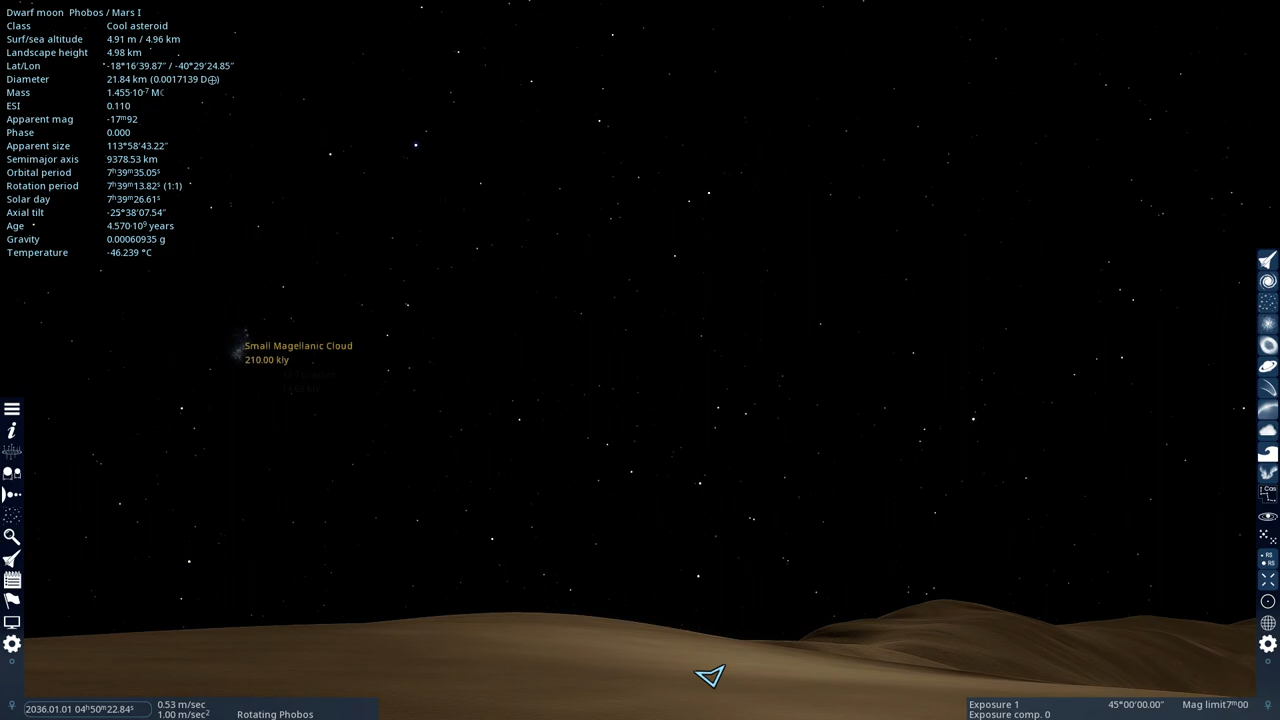 Dwarf moon Phobos / Mars I
Class Cool asteroid
Surf/sea altitude 4.91 m / 4.96 km
Landscape height 4.98 km
Lat/Lon -18°16′39.87″ / -40°29′24.85″
Diameter 21.84 km (0.0017139 D⊕)
Mass 1.455·10⁻⁷ M☾
ESI 0.110
Apparent mag -17ᵐ92
Phase 0.000
Apparent size 113°58′43.22″
Semimajor axis 9378.53 km
Orbital period 7ʰ39ᵐ35.05ˢ
Rotation period 7ʰ39ᵐ13.82ˢ (1:1)
Solar day 7ʰ39ᵐ26.61ˢ
Axial tilt -25°38′07.54″
Age 4.570·10⁹ years
Gravity 0.00060935 g
Temperature -46.239 °C
Small Magellanic Cloud
210.00 kly
Cas
RS
RS
2036.01.01 04ʰ50ᵐ22.84ˢ
0.53 m/sec
1.00 m/sec²
Rotating Phobos
Exposure 1
Exposure comp. 0
45°00′00.00″
Mag limit7ᵐ00